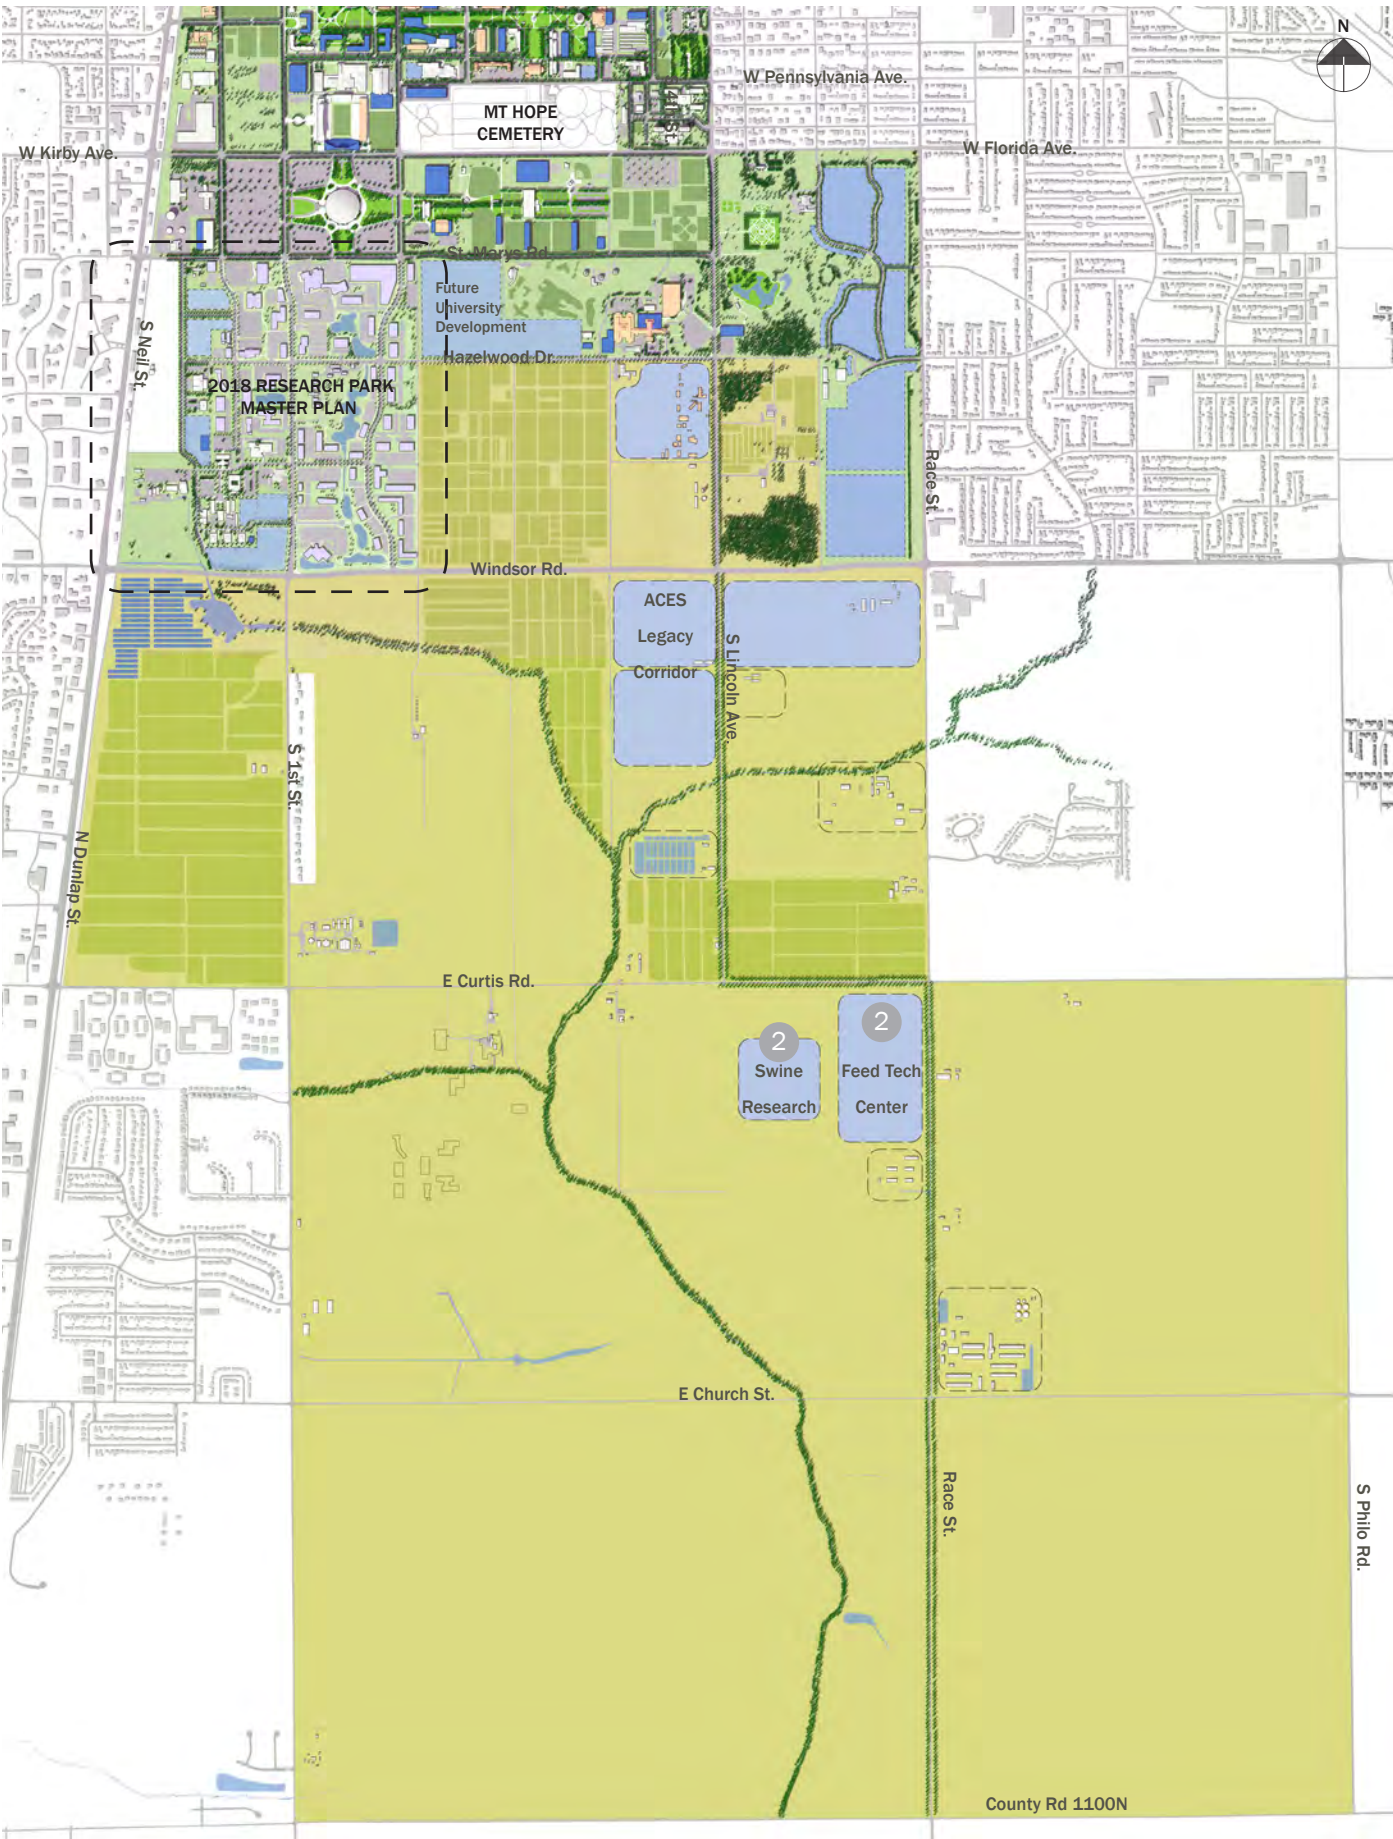 N
W Pennsylvania Ave.
MT HOPE
CEMETERY
W Kirby Ave.
W Florida Ave.
St. Marys Rd.
Future
University
Development
S Neil St.
Hazelwood Dr.
2018 RESEARCH PARK
MASTER PLAN
Race St.
Windsor Rd.
ACES
Legacy
Corridor
S Lincoln Ave.
S 1st St.
N Dunlap St.
E Curtis Rd.
2
Swine
Research
2
Feed Tech
Center
E Church St.
Race St.
S Philo Rd.
County Rd 1100N